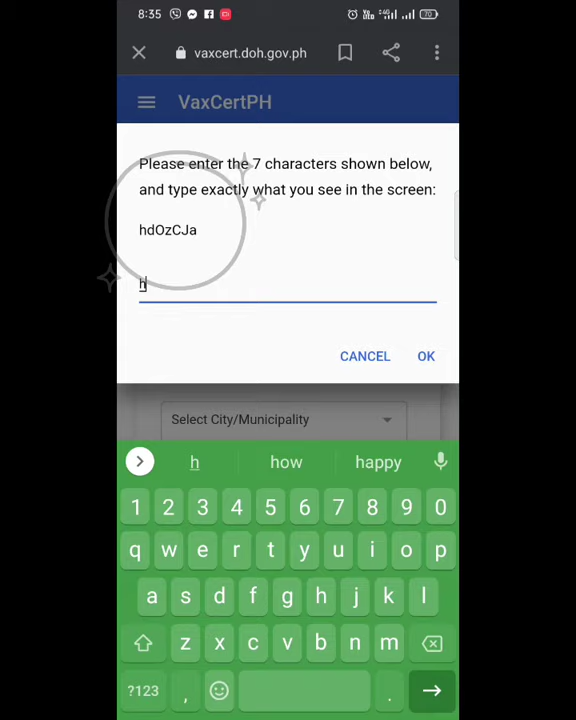 8:35
70
vaxcert.doh.gov.ph
VaxCertPH
Please enter the 7 characters shown below,
and type exactly what you see in the screen:
hdOzCJa
h
CANCEL OK
Select City/Municipality
h how happy
1 2 3 4 5 6 7 8 9 0
q w e r t y u i o p
a s d f g h j k l
z x c v b n m
?123 , .